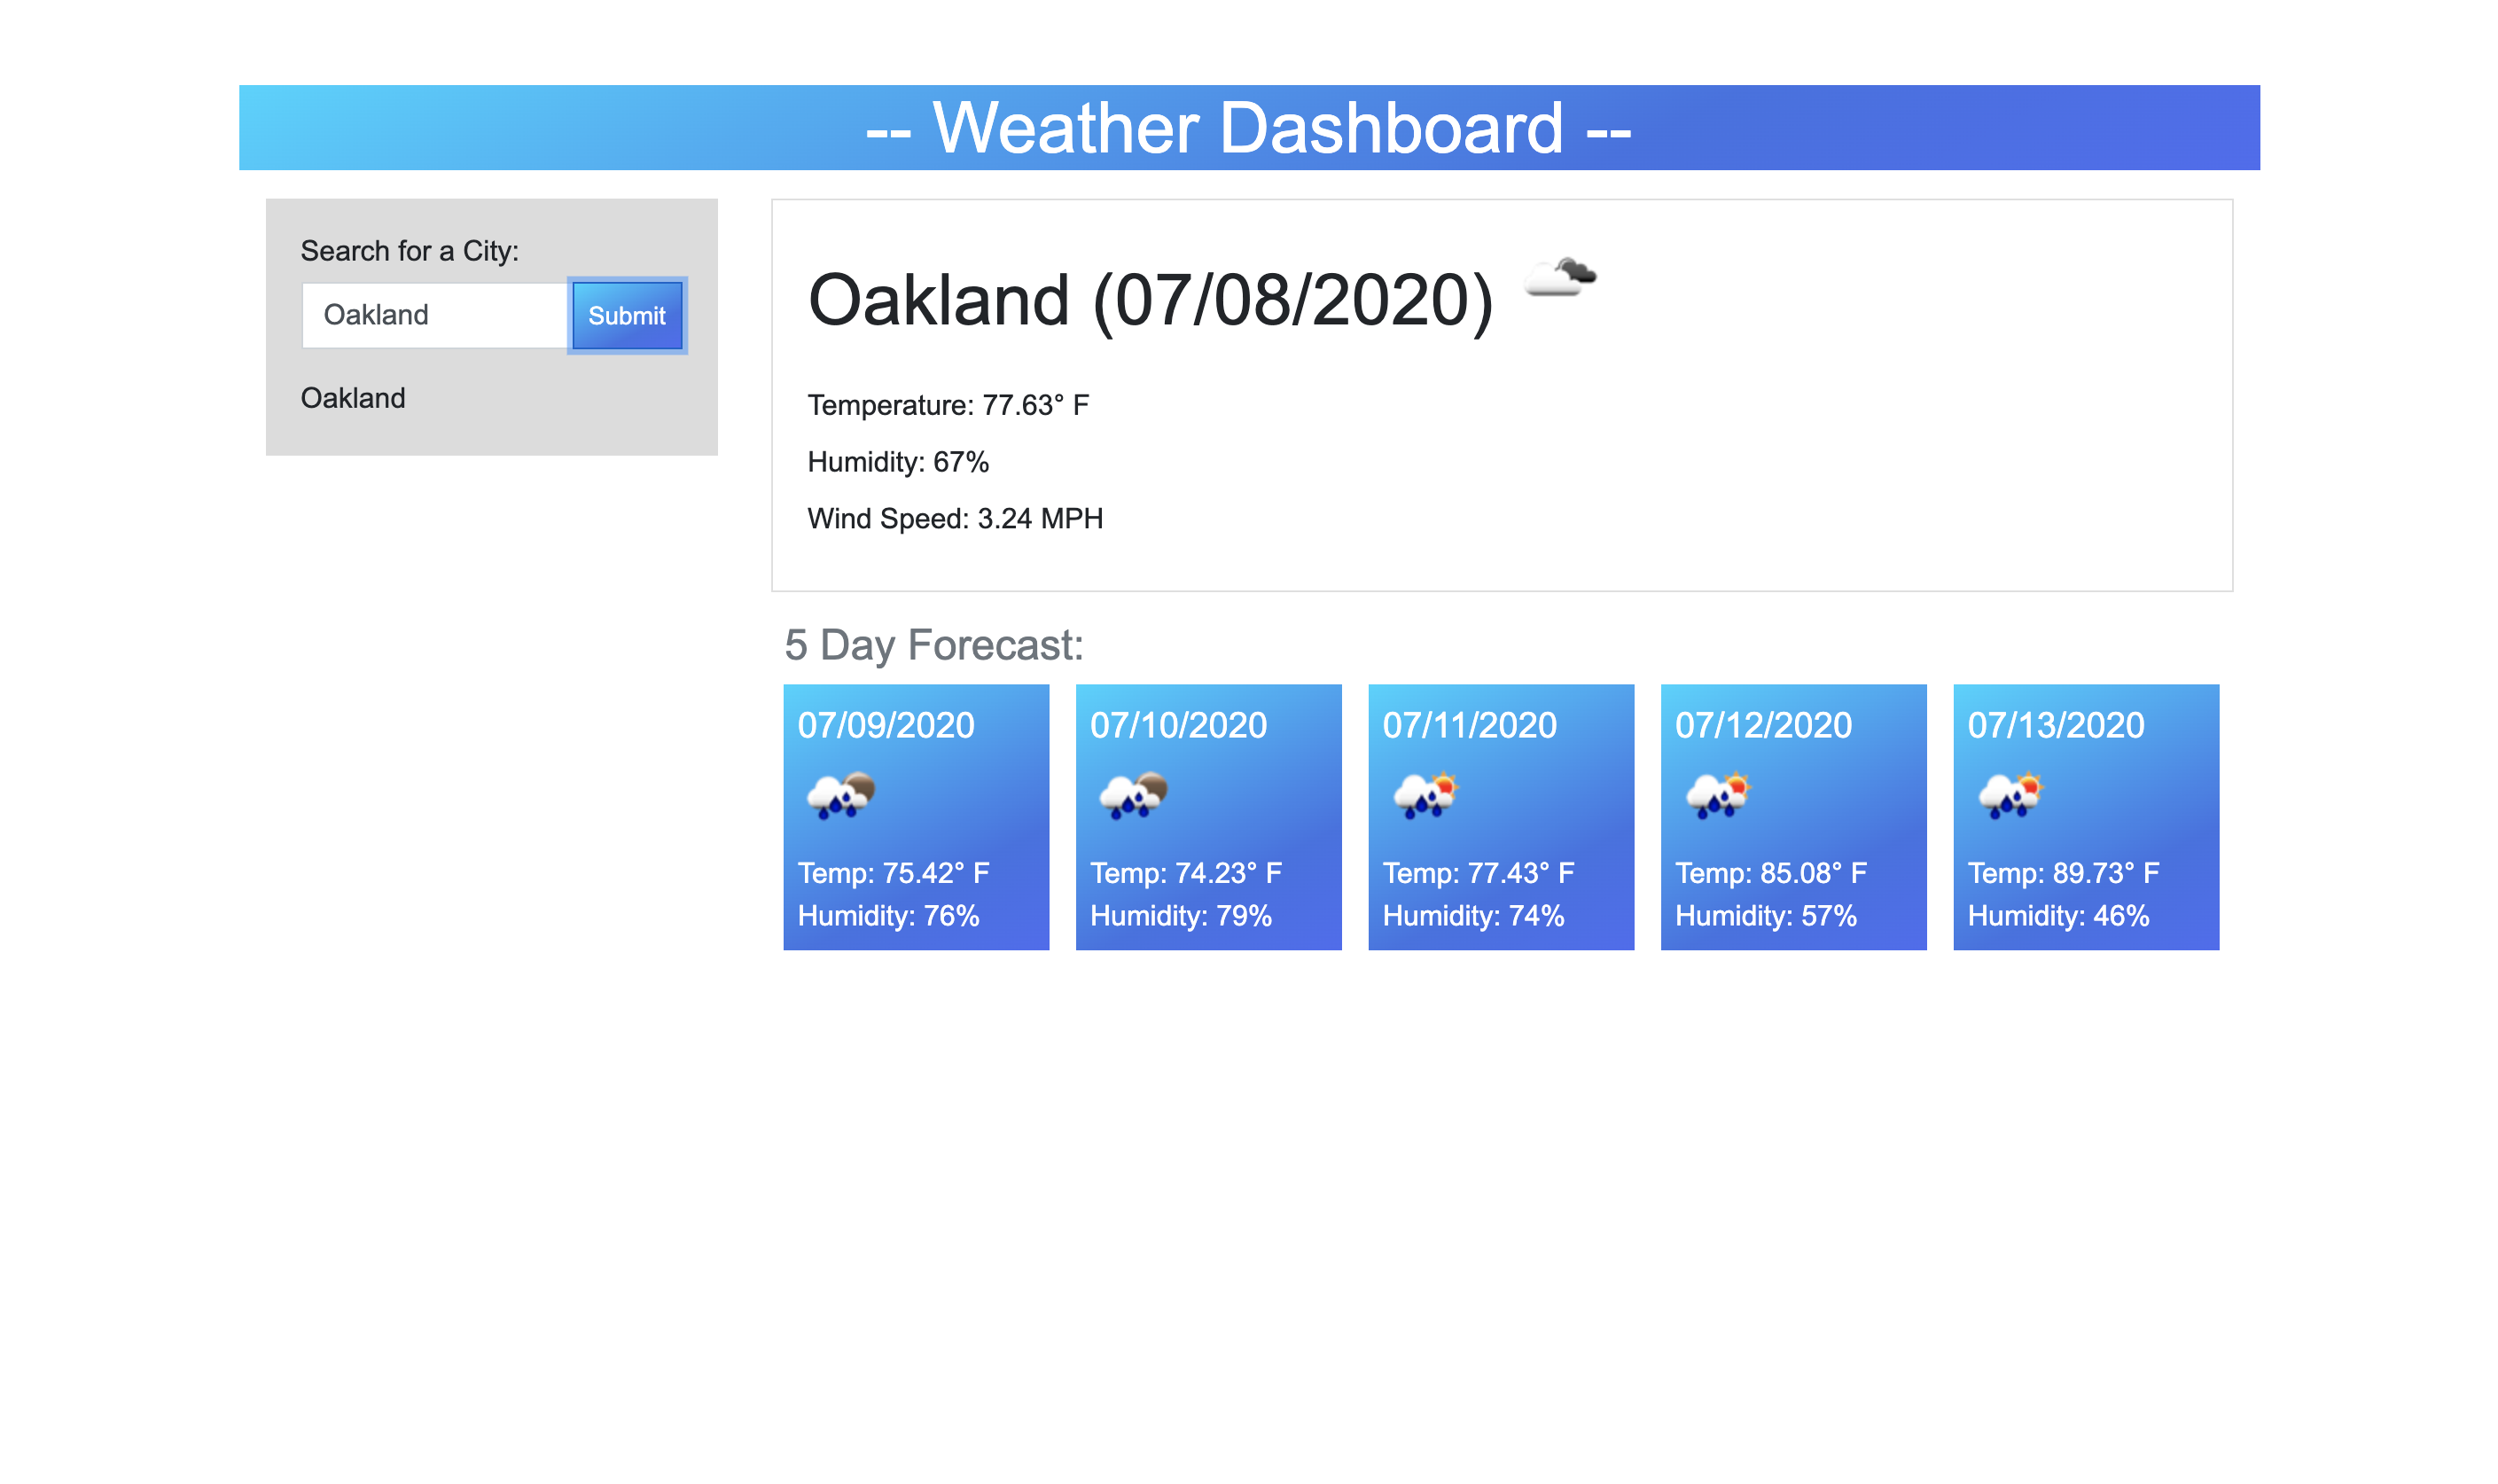 -- Weather Dashboard --
Search for a City:
Oakland
Submit
Oakland
Oakland (07/08/2020)
Temperature: 77.63° F
Humidity: 67%
Wind Speed: 3.24 MPH
5 Day Forecast:
07/09/2020
Temp: 75.42° F
Humidity: 76%
07/10/2020
Temp: 74.23° F
Humidity: 79%
07/11/2020
Temp: 77.43° F
Humidity: 74%
07/12/2020
Temp: 85.08° F
Humidity: 57%
07/13/2020
Temp: 89.73° F
Humidity: 46%